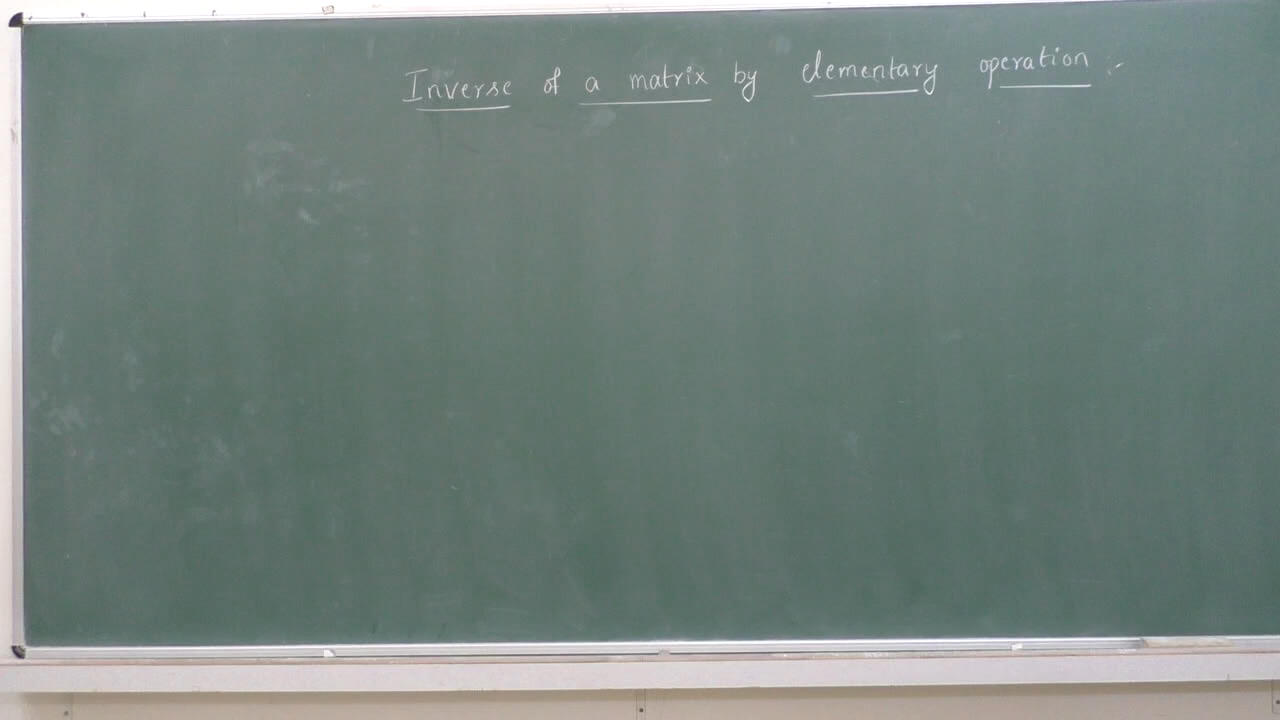 Inverse of a matrix by elementary operation :-